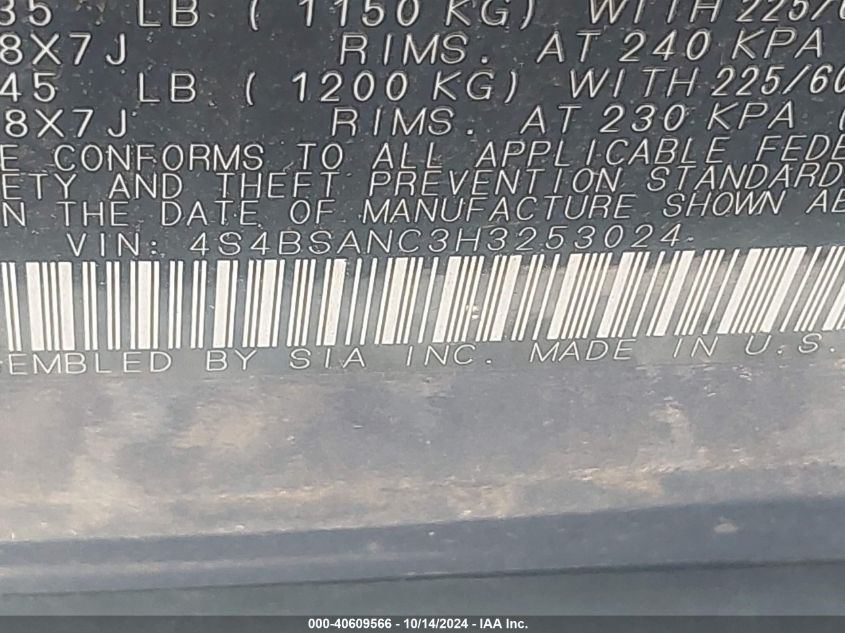 35 LB ( 1150 KG) WITH 225/6
8X7J RIMS. AT 240 KPA
45 LB ( 1200 KG) WITH 225/60
8X7J RIMS. AT 230 KPA (
E CONFORMS TO ALL APPLICABLE FEDE
ETY AND THEFT PREVENTION STANDARD
N THE DATE OF MANUFACTURE SHOWN AB
VIN: 4S4BSANC3H3253024
EMBLED BY SIA INC. MADE IN U.S.
000-40609566 - 10/14/2024 - IAA Inc.